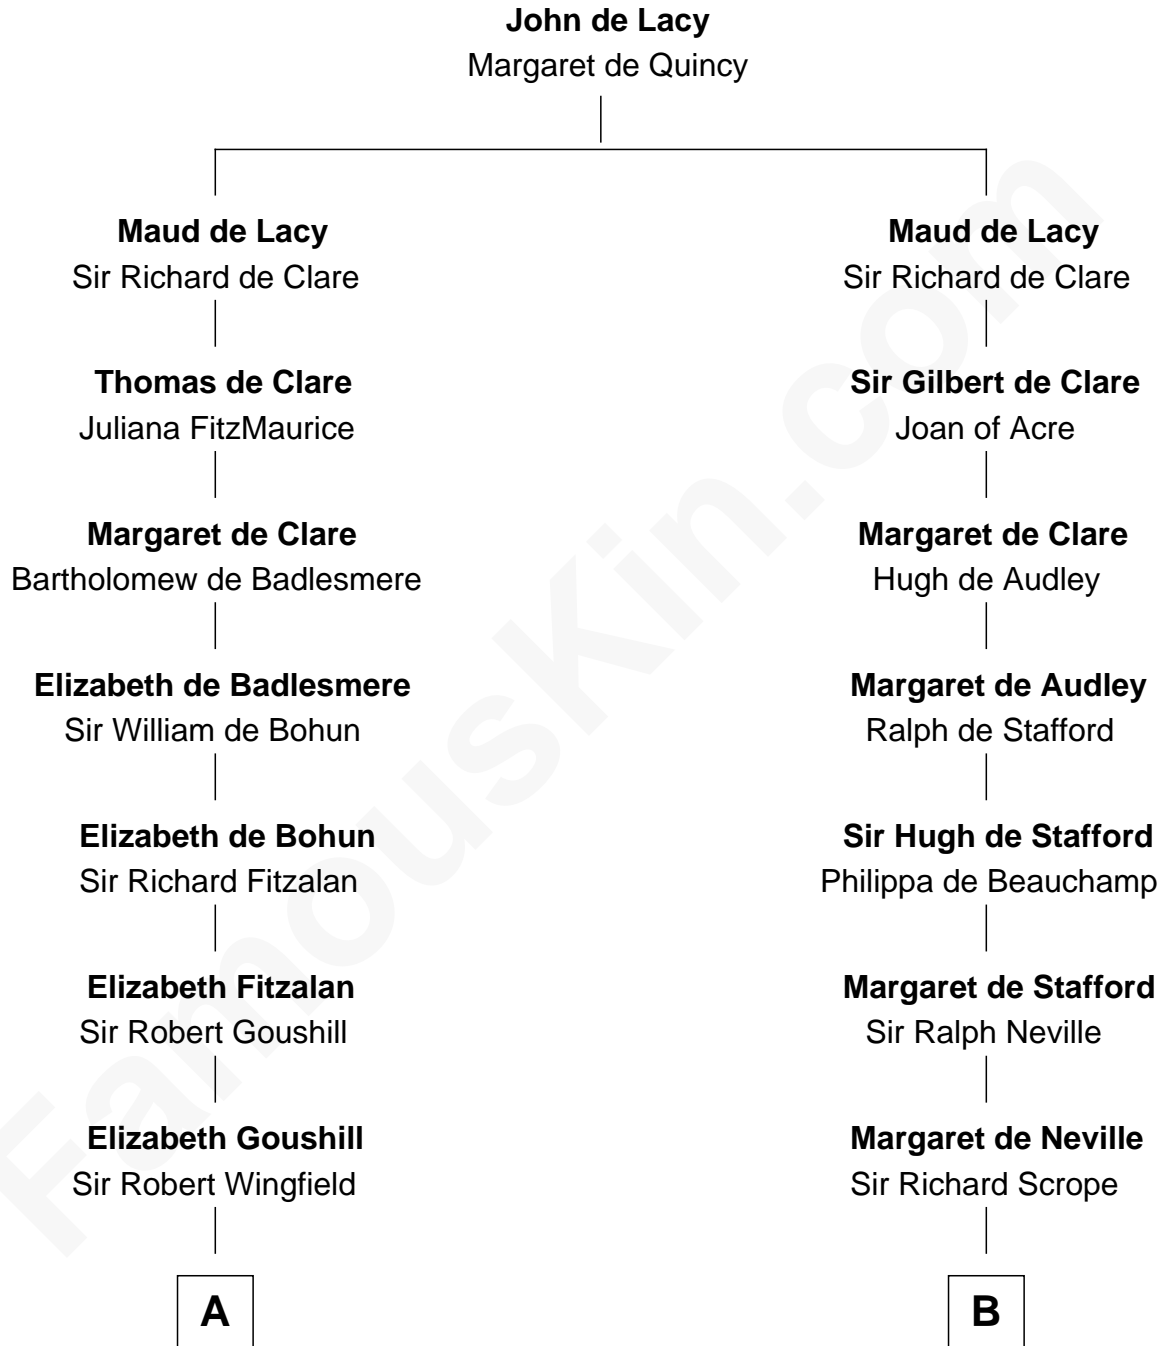 John de Lacy
Margaret de Quincy
Maud de Lacy
Sir Richard de Clare
Thomas de Clare
Juliana FitzMaurice
Margaret de Clare
Bartholomew de Badlesmere
Elizabeth de Badlesmere
Sir William de Bohun
Elizabeth de Bohun
Sir Richard Fitzalan
Elizabeth Fitzalan
Sir Robert Goushill
Elizabeth Goushill
Sir Robert Wingfield
A
Maud de Lacy
Sir Richard de Clare
Sir Gilbert de Clare
Joan of Acre
Margaret de Clare
Hugh de Audley
Margaret de Audley
Ralph de Stafford
Sir Hugh de Stafford
Philippa de Beauchamp
Margaret de Stafford
Sir Ralph Neville
Margaret de Neville
Sir Richard Scrope
B
FamousKin.com